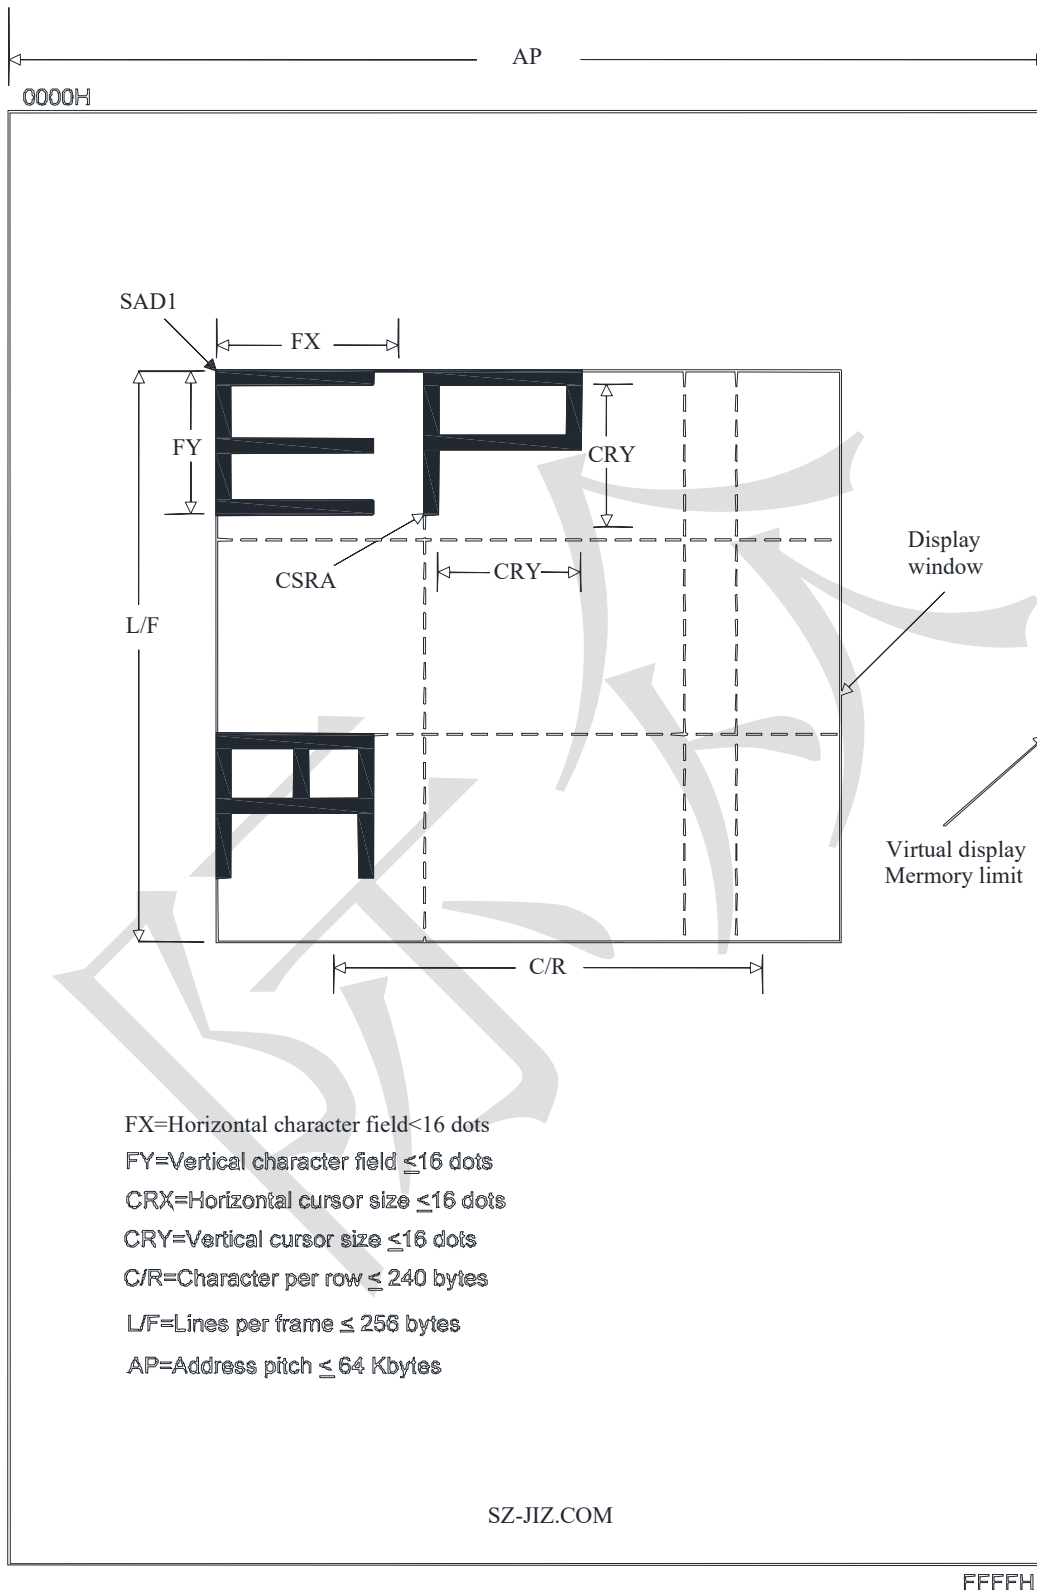 AP
0000H
SAD1
FX
FY
CRY
CSRA
CRY
L/F
Display
window
Virtual display
Mermory limit
C/R
FX=Horizontal character field<16 dots
FY=Vertical character field ≤16 dots
CRX=Horizontal cursor size ≤16 dots
CRY=Vertical cursor size ≤16 dots
C/R=Character per row ≤ 240 bytes
L/F=Lines per frame ≤ 256 bytes
AP=Address pitch ≤ 64 Kbytes
SZ-JIZ.COM
FFFFH